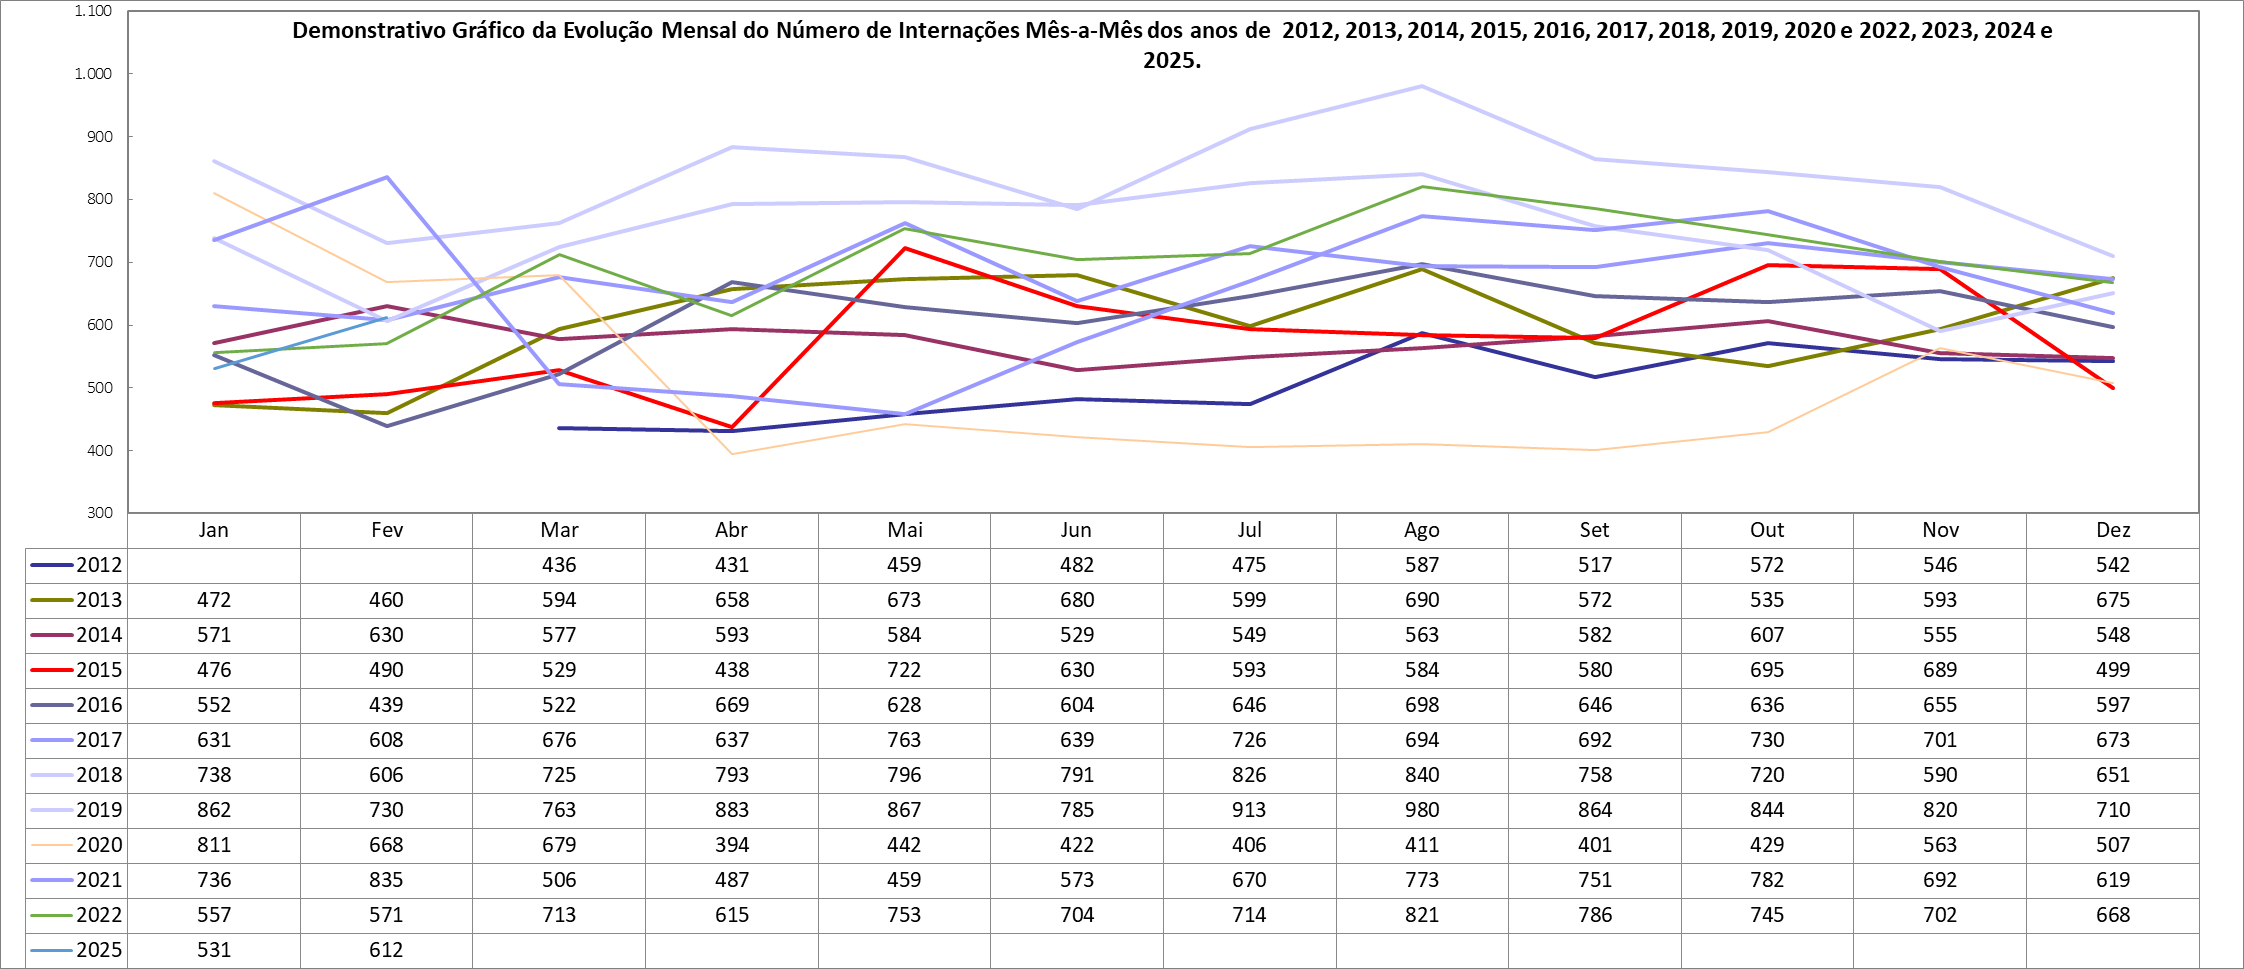 Demonstrativo Gráfico da Evolução Mensal do Número de Internações Mês-a-Mês dos anos de 2012, 2013, 2014, 2015, 2016, 2017, 2018, 2019, 2020 e 2022, 2023, 2024 e
2025.
1.100
1.000
900
800
700
600
500
400
300
Jan Fev Mar Abr Mai Jun Jul Ago Set Out Nov Dez
2012 436 431 459 482 475 587 517 572 546 542
2013 472 460 594 658 673 680 599 690 572 535 593 675
2014 571 630 577 593 584 529 549 563 582 607 555 548
2015 476 490 529 438 722 630 593 584 580 695 689 499
2016 552 439 522 669 628 604 646 698 646 636 655 597
2017 631 608 676 637 763 639 726 694 692 730 701 673
2018 738 606 725 793 796 791 826 840 758 720 590 651
2019 862 730 763 883 867 785 913 980 864 844 820 710
2020 811 668 679 394 442 422 406 411 401 429 563 507
2021 736 835 506 487 459 573 670 773 751 782 692 619
2022 557 571 713 615 753 704 714 821 786 745 702 668
2025 531 612